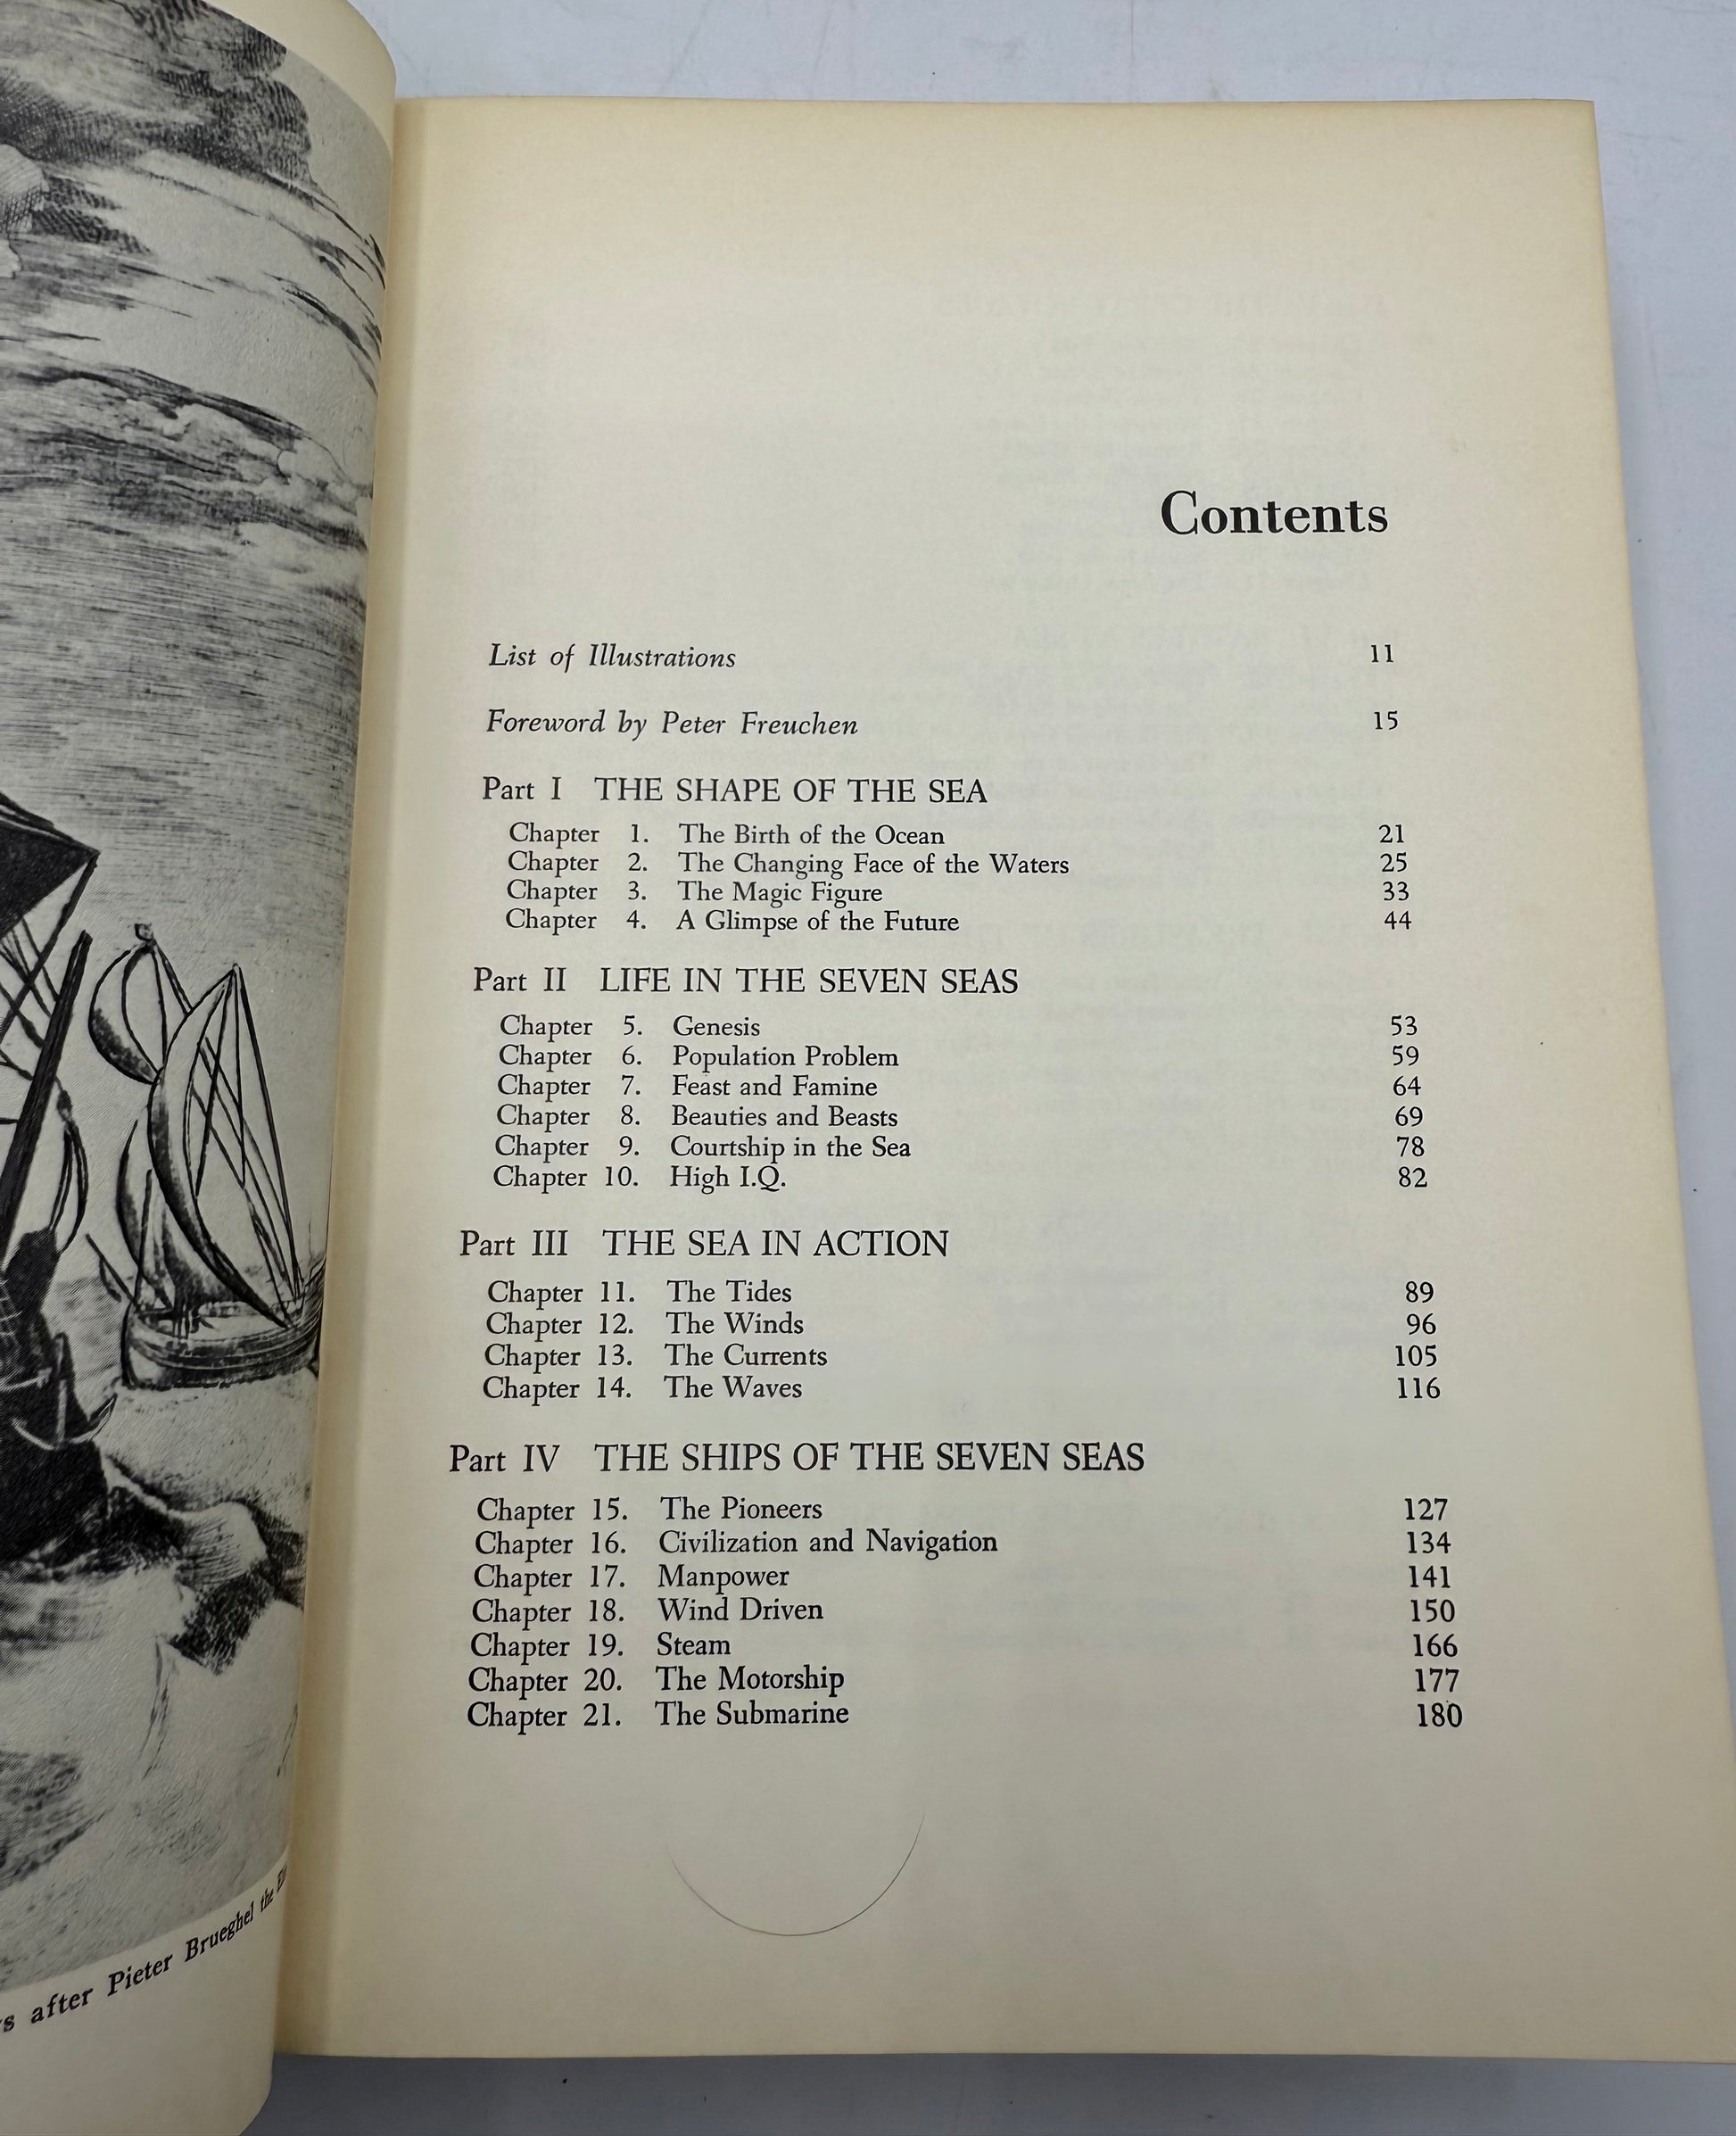 s after Pieter Brueghel the
Contents
List of Illustrations 11
Foreword by Peter Freuchen 15
Part I THE SHAPE OF THE SEA
Chapter 1. The Birth of the Ocean 21
Chapter 2. The Changing Face of the Waters 25
Chapter 3. The Magic Figure 33
Chapter 4. A Glimpse of the Future 44
Part II LIFE IN THE SEVEN SEAS
Chapter 5. Genesis 53
Chapter 6. Population Problem 59
Chapter 7. Feast and Famine 64
Chapter 8. Beauties and Beasts 69
Chapter 9. Courtship in the Sea 78
Chapter 10. High I.Q. 82
Part III THE SEA IN ACTION
Chapter 11. The Tides 89
Chapter 12. The Winds 96
Chapter 13. The Currents 105
Chapter 14. The Waves 116
Part IV THE SHIPS OF THE SEVEN SEAS
Chapter 15. The Pioneers 127
Chapter 16. Civilization and Navigation 134
Chapter 17. Manpower 141
Chapter 18. Wind Driven 150
Chapter 19. Steam 166
Chapter 20. The Motorship 177
Chapter 21. The Submarine 180